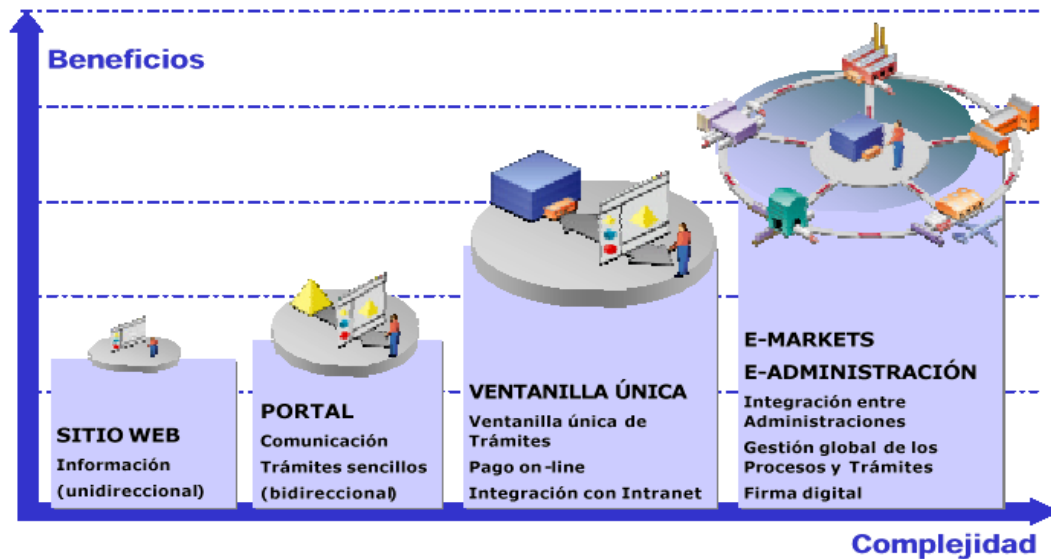 Beneficios
SITIO WEB
Información
(unidireccional)
PORTAL
Comunicación
Trámites sencillos
(bidireccional)
VENTANILLA ÚNICA
Ventanilla única de
Trámites
Pago on-line
Integración con Intranet
E-MARKETS
E-ADMINISTRACIÓN
Integración entre
Administraciones
Gestión global de los
Procesos y Trámites
Firma digital
Complejidad